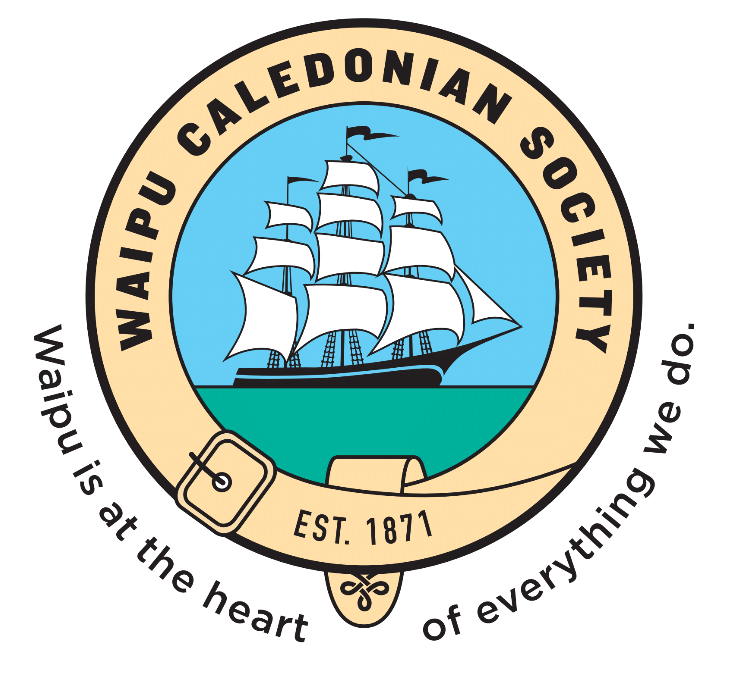 WAIPU CALEDONIAN SOCIETY
EST. 1871
Waipu is at the heart of everything we do.